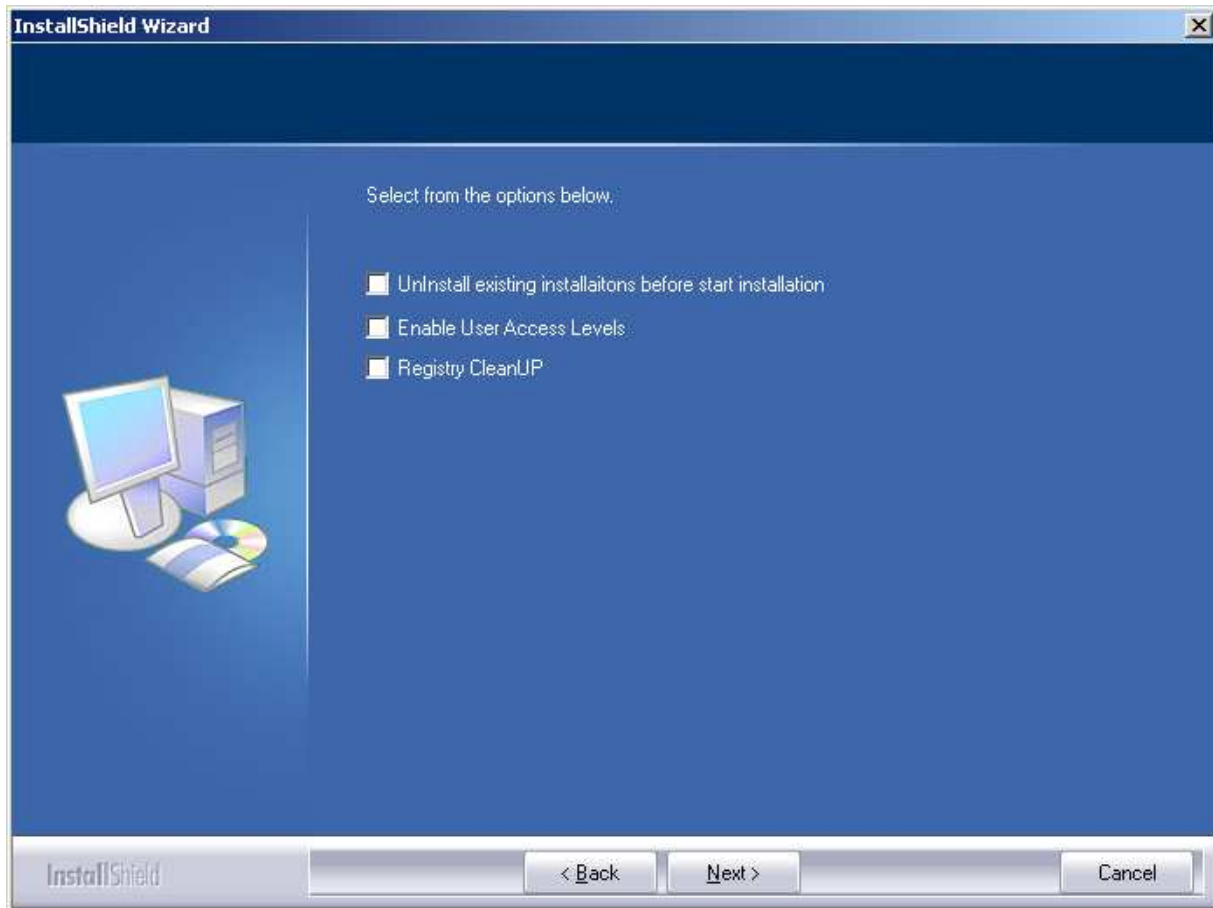 InstallShield Wizard
Select from the options below.
UnInstall existing installaitons before start installation
Enable User Access Levels
Registry CleanUP
InstallShield
< Back
Next >
Cancel